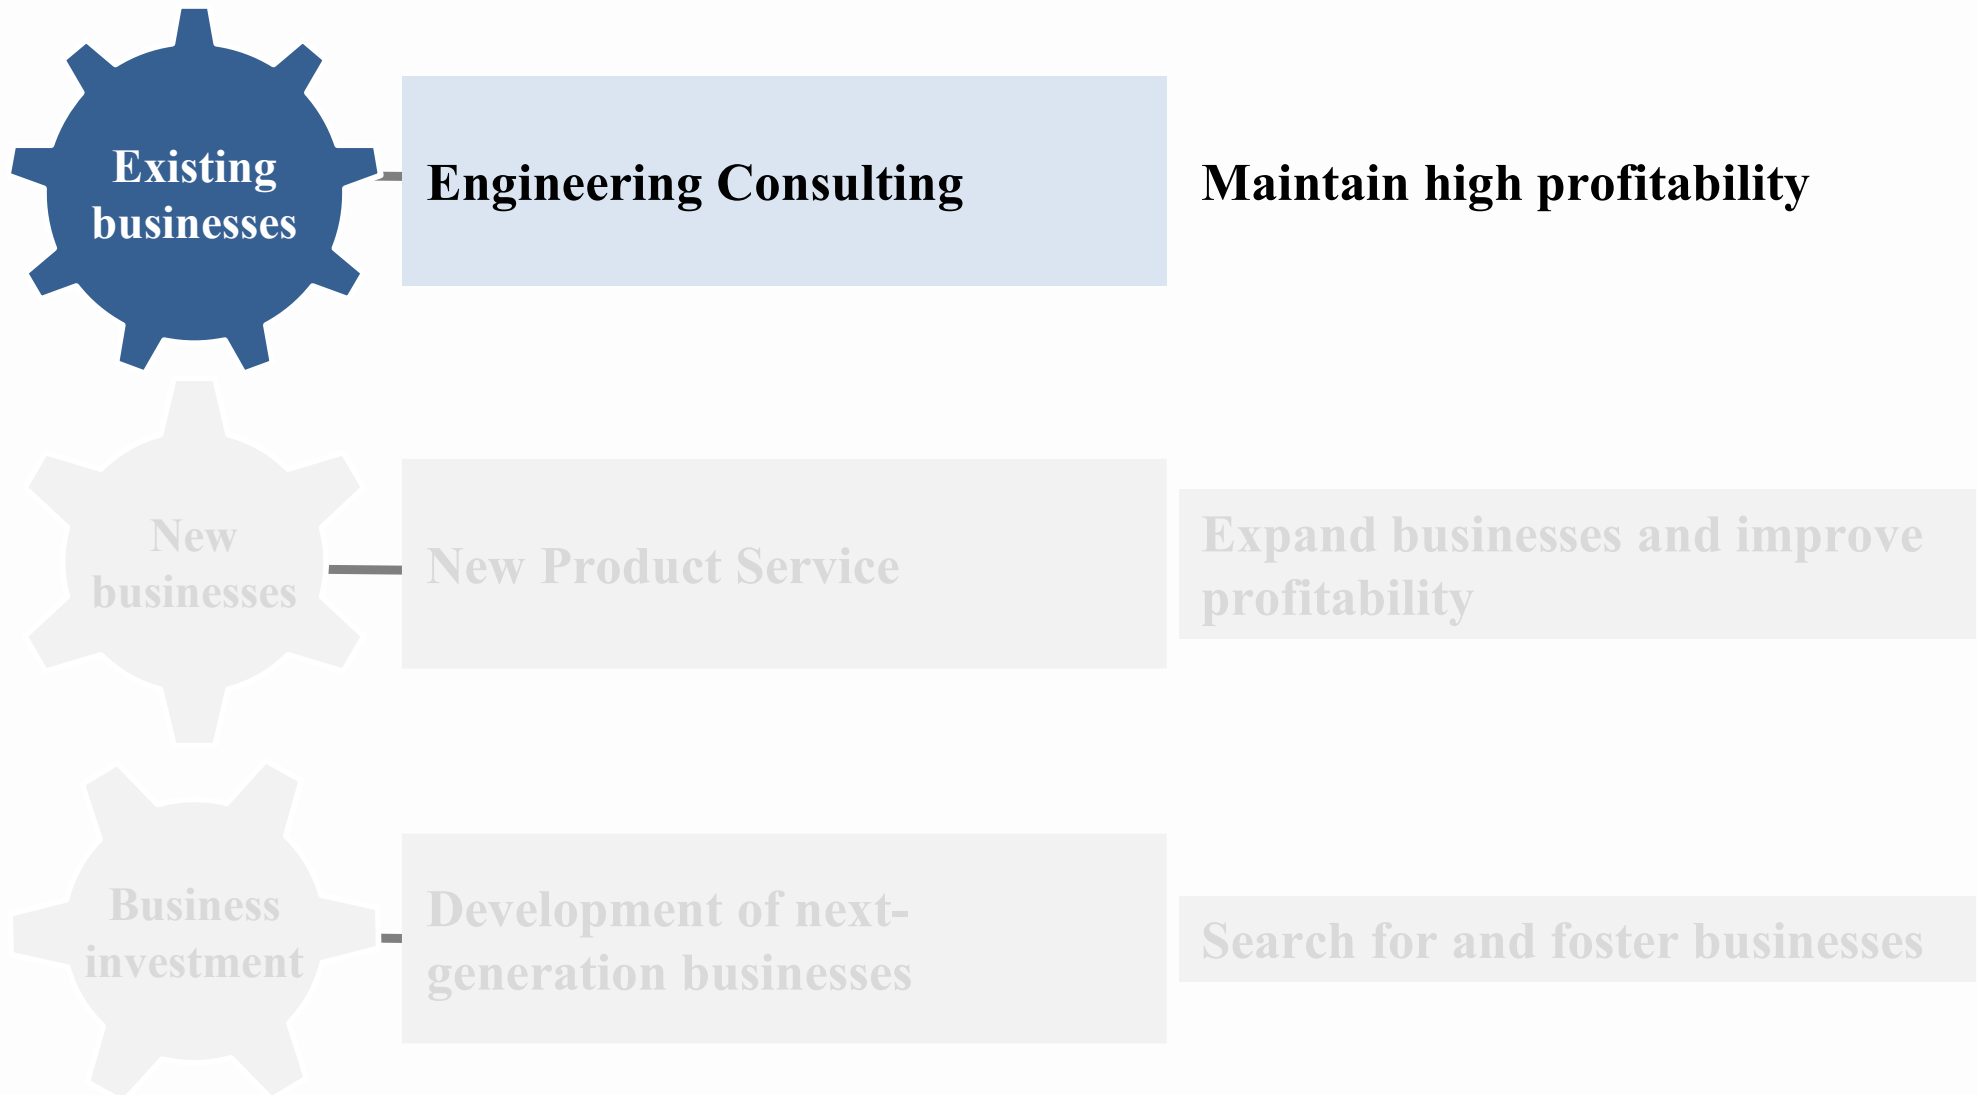 Existing
businesses
Engineering Consulting
Maintain high profitability
New
businesses
New Product Service
Expand businesses and improve
profitability
Business
investment
Development of next-
generation businesses
Search for and foster businesses